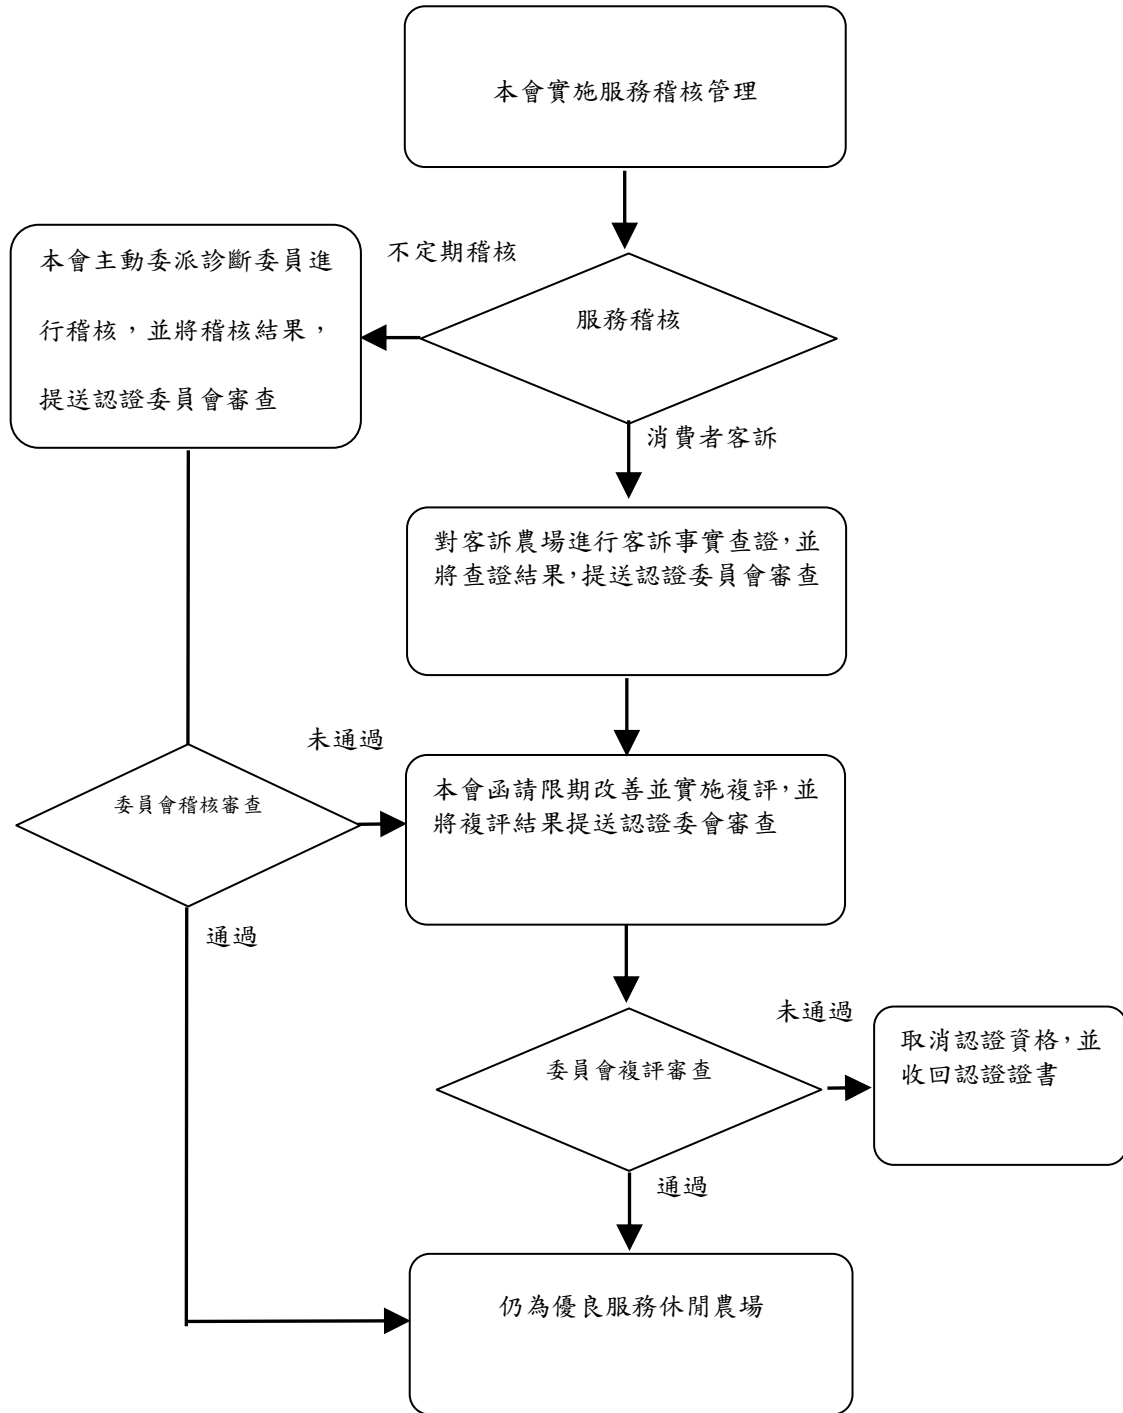 本會實施服務稽核管理
不定期稽核
服務稽核
本會主動委派診斷委員進
行稽核，並將稽核結果，
提送認證委員會審查
消費者客訴
對客訴農場進行客訴事實查證，並
將查證結果，提送認證委員會審查
未通過
委員會稽核審查
本會函請限期改善並實施複評，並
將複評結果提送認證委會審查
通過
未通過
委員會複評審查
取消認證資格，並
收回認證證書
通過
仍為優良服務休閒農場